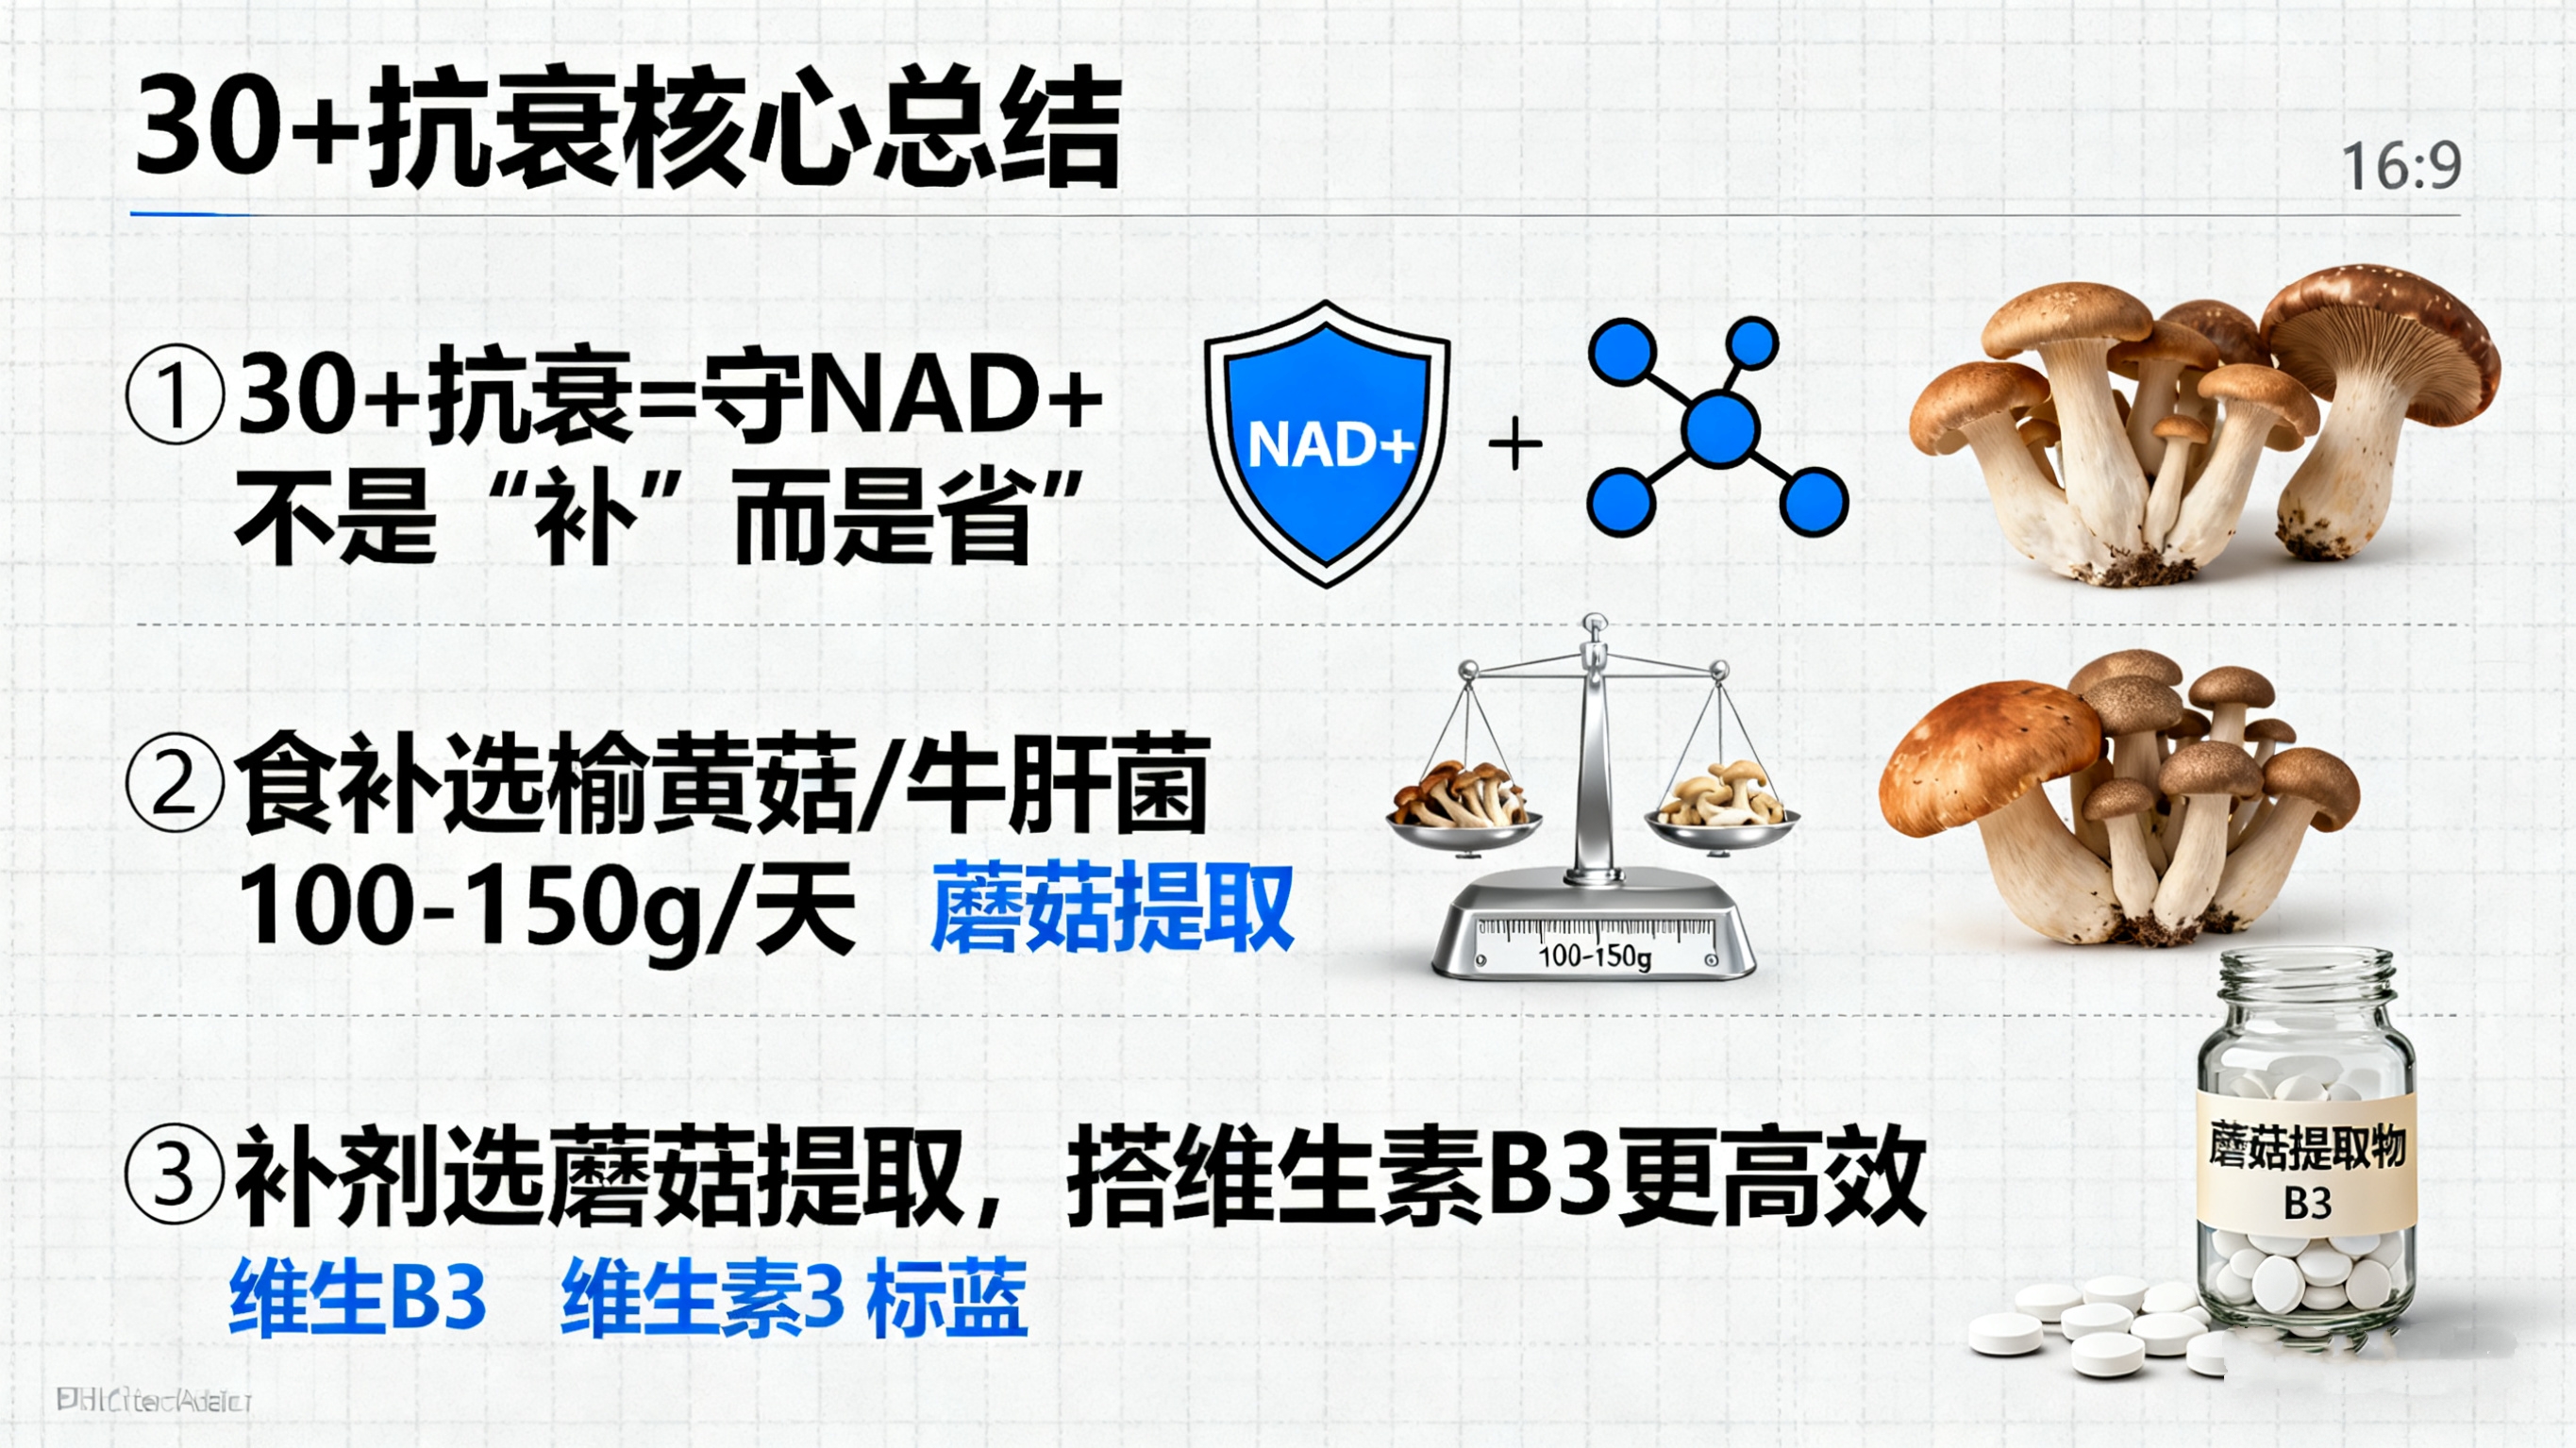 30+抗衰核心总结
16:9
①30+抗衰=守NAD+
不是“补”而是省”
NAD+
+
②食补选榆黄菇/牛肝菌
100-150g/天 蘑菇提取
100-150g
③补剂选蘑菇提取，搭维生素B3更高效
维生B3 维生素3 标蓝
蘑菇提取物
B3